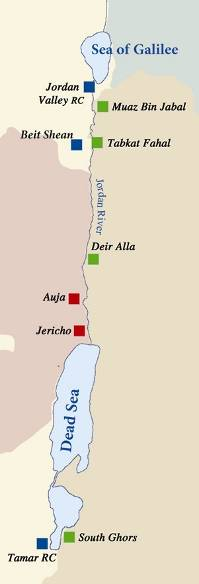 Sea of Galilee
Jordan
Valley RC
Muaz Bin Jabal
Beit Shean
Tabkat Fahal
Jordan River
Deir Alla
Auja
Jericho
Dead Sea
South Ghors
Tamar RC